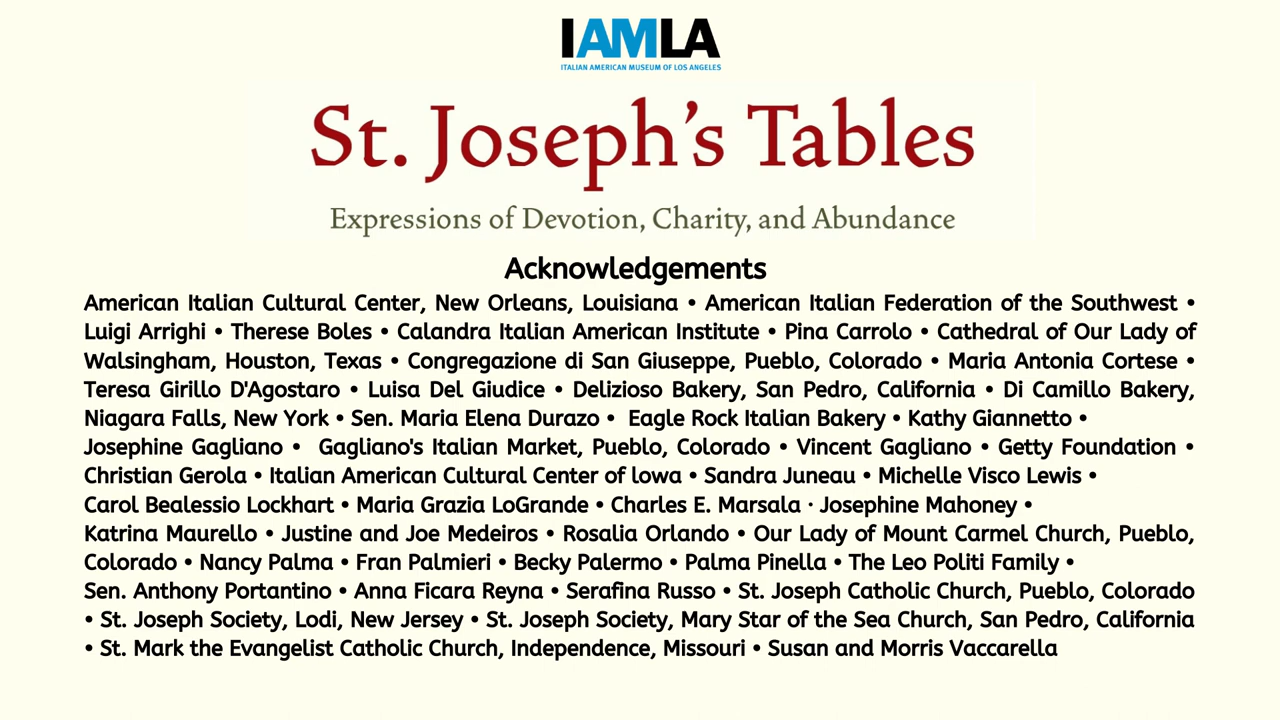 IAMLA
ITALIAN AMERICAN MUSEUM OF LOS ANGELES
St. Joseph's Tables
Expressions of Devotion, Charity, and Abundance
Acknowledgements
American Italian Cultural Center, New Orleans, Louisiana • American Italian Federation of the Southwest •
Luigi Arrighi • Therese Boles • Calandra Italian American Institute • Pina Carrolo • Cathedral of Our Lady of
Walsingham, Houston, Texas • Congregazione di San Giuseppe, Pueblo, Colorado • Maria Antonia Cortese •
Teresa Girillo D'Agostaro • Luisa Del Giudice • Delizioso Bakery, San Pedro, California • Di Camillo Bakery,
Niagara Falls, New York • Sen. Maria Elena Durazo • Eagle Rock Italian Bakery • Kathy Giannetto •
Josephine Gagliano • Gagliano's Italian Market, Pueblo, Colorado • Vincent Gagliano • Getty Foundation •
Christian Gerola • Italian American Cultural Center of lowa • Sandra Juneau • Michelle Visco Lewis •
Carol Bealessio Lockhart • Maria Grazia LoGrande • Charles E. Marsala · Josephine Mahoney •
Katrina Maurello • Justine and Joe Medeiros • Rosalia Orlando • Our Lady of Mount Carmel Church, Pueblo,
Colorado • Nancy Palma • Fran Palmieri • Becky Palermo • Palma Pinella • The Leo Politi Family •
Sen. Anthony Portantino • Anna Ficara Reyna • Serafina Russo • St. Joseph Catholic Church, Pueblo, Colorado
• St. Joseph Society, Lodi, New Jersey • St. Joseph Society, Mary Star of the Sea Church, San Pedro, California
• St. Mark the Evangelist Catholic Church, Independence, Missouri • Susan and Morris Vaccarella